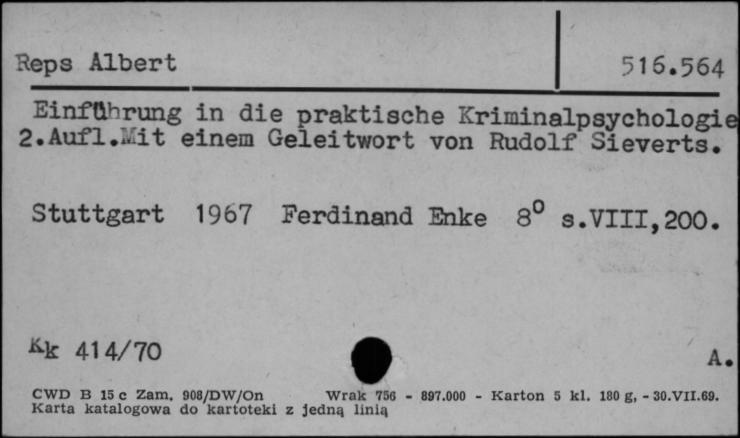 Reps Albert 516.564
Einführung in die praktische Kriminalpsychologie
2.Aufl.Mit einem Geleitwort von Rudolf Sieverts.
Stuttgart 1967 Ferdinand Enke 8⁰ s.VIII,200.
Kk 414/70 A.
CWD B 15 c Zam. 908/DW/On Wrak 756 - 897.000 - Karton 5 kl. 180 g, - 30.VII.69.
Karta katalogowa do kartoteki z jedną linią